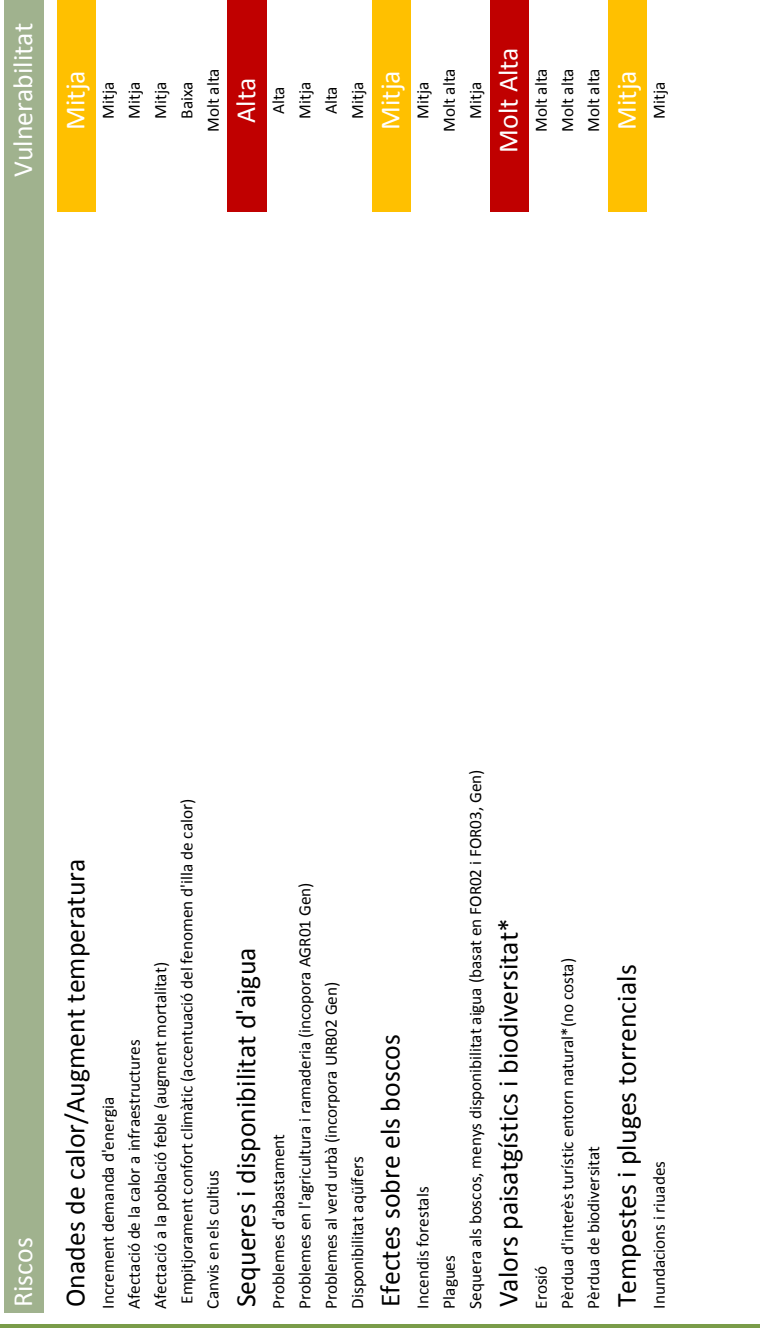 Riscos Vulnerabilitat
Onades de calor/Augment temperatura Mitja
Increment demanda d'energia Mitja
Afectació de la calor a infraestructures Mitja
Afectació a la població feble (augment mortalitat) Mitja
Empitjorament confort climàtic (accentuació del fenomen d'illa de calor) Baixa
Canvis en els cultius Molt alta
Sequeres i disponibilitat d'aigua Alta
Problemes d'abastament Alta
Problemes en l'agricultura i ramaderia (incopora AGR01 Gen) Mitja
Problemes al verd urbà (incorpora URB02 Gen) Alta
Disponibilitat aqüífers Mitja
Efectes sobre els boscos Mitja
Incendis forestals Mitja
Plagues Molt alta
Sequera als boscos, menys disponibilitat aigua (basat en FOR02 i FOR03, Gen) Mitja
Valors paisatgístics i biodiversitat* Molt Alta
Erosió Molt alta
Pèrdua d'interès turístic entorn natural*(no costa) Molt alta
Pèrdua de biodiversitat Molt alta
Tempestes i pluges torrencials Mitja
Inundacions i riuades Mitja